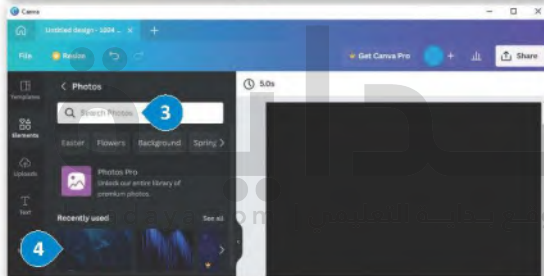 Canva
Untitled design - 1024 ...
File
Resize
Get Canva Pro
Share
Templates
Elements
Uploads
Text
Photos
Search Photos
3
Easter Flowers Background Spring
Photos Pro
Unlock our entire library of
premium photos.
Recently used
See all
4
5.0s